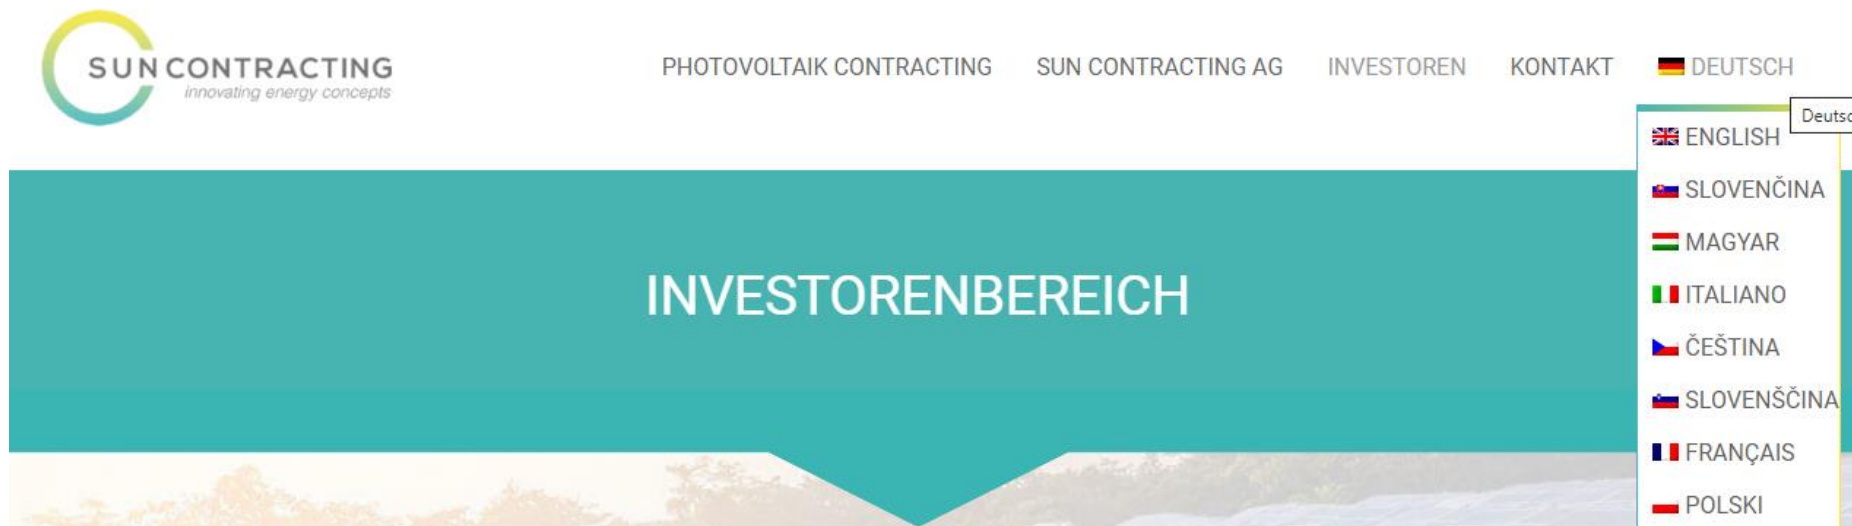 SUN CONTRACTING
innovating energy concepts
PHOTOVOLTAIK CONTRACTING SUN CONTRACTING AG INVESTOREN KONTAKT DEUTSCH
ENGLISH
SLOVENČINA
MAGYAR
ITALIANO
ČEŠTINA
SLOVENŠČINA
FRANÇAIS
POLSKI
INVESTORENBEREICH